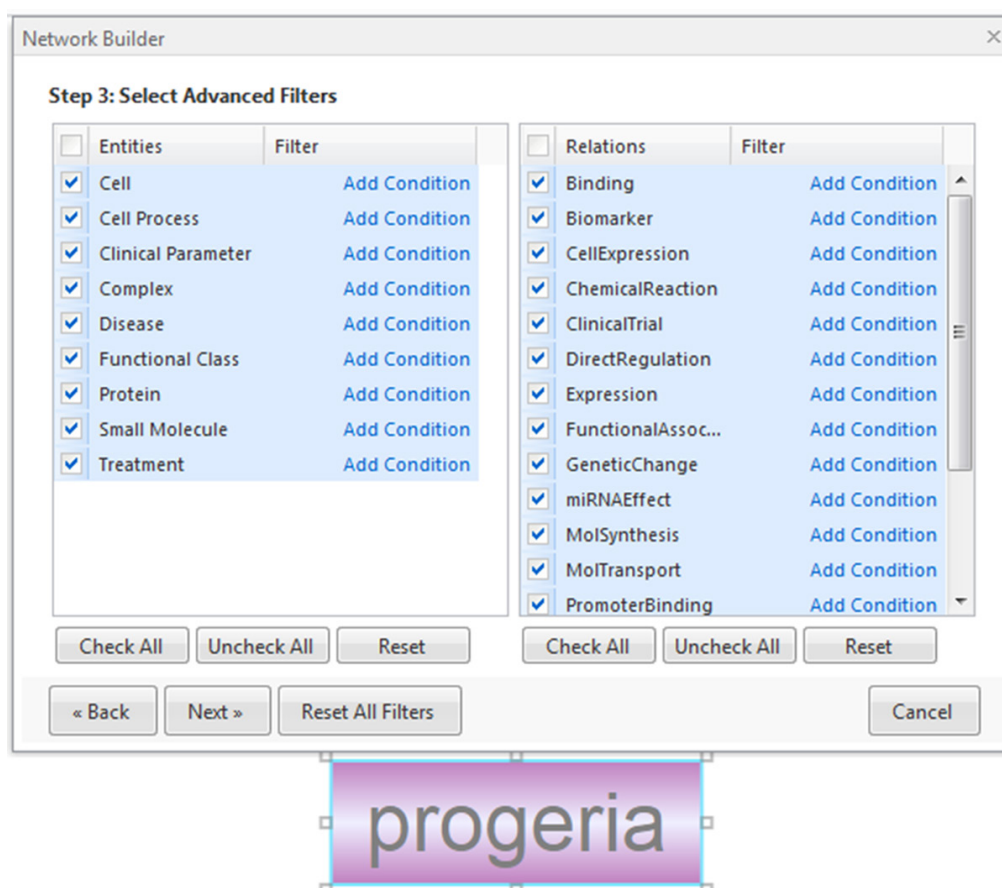 Network Builder ×
Step 3: Select Advanced Filters
Entities Filter
Cell Add Condition
Cell Process Add Condition
Clinical Parameter Add Condition
Complex Add Condition
Disease Add Condition
Functional Class Add Condition
Protein Add Condition
Small Molecule Add Condition
Treatment Add Condition
Check All Uncheck All Reset
Relations Filter
Binding Add Condition
Biomarker Add Condition
CellExpression Add Condition
ChemicalReaction Add Condition
ClinicalTrial Add Condition
DirectRegulation Add Condition
Expression Add Condition
FunctionalAssoc... Add Condition
GeneticChange Add Condition
miRNAEffect Add Condition
MolSynthesis Add Condition
MolTransport Add Condition
PromoterBinding Add Condition
Check All Uncheck All Reset
« Back Next » Reset All Filters Cancel
progeria